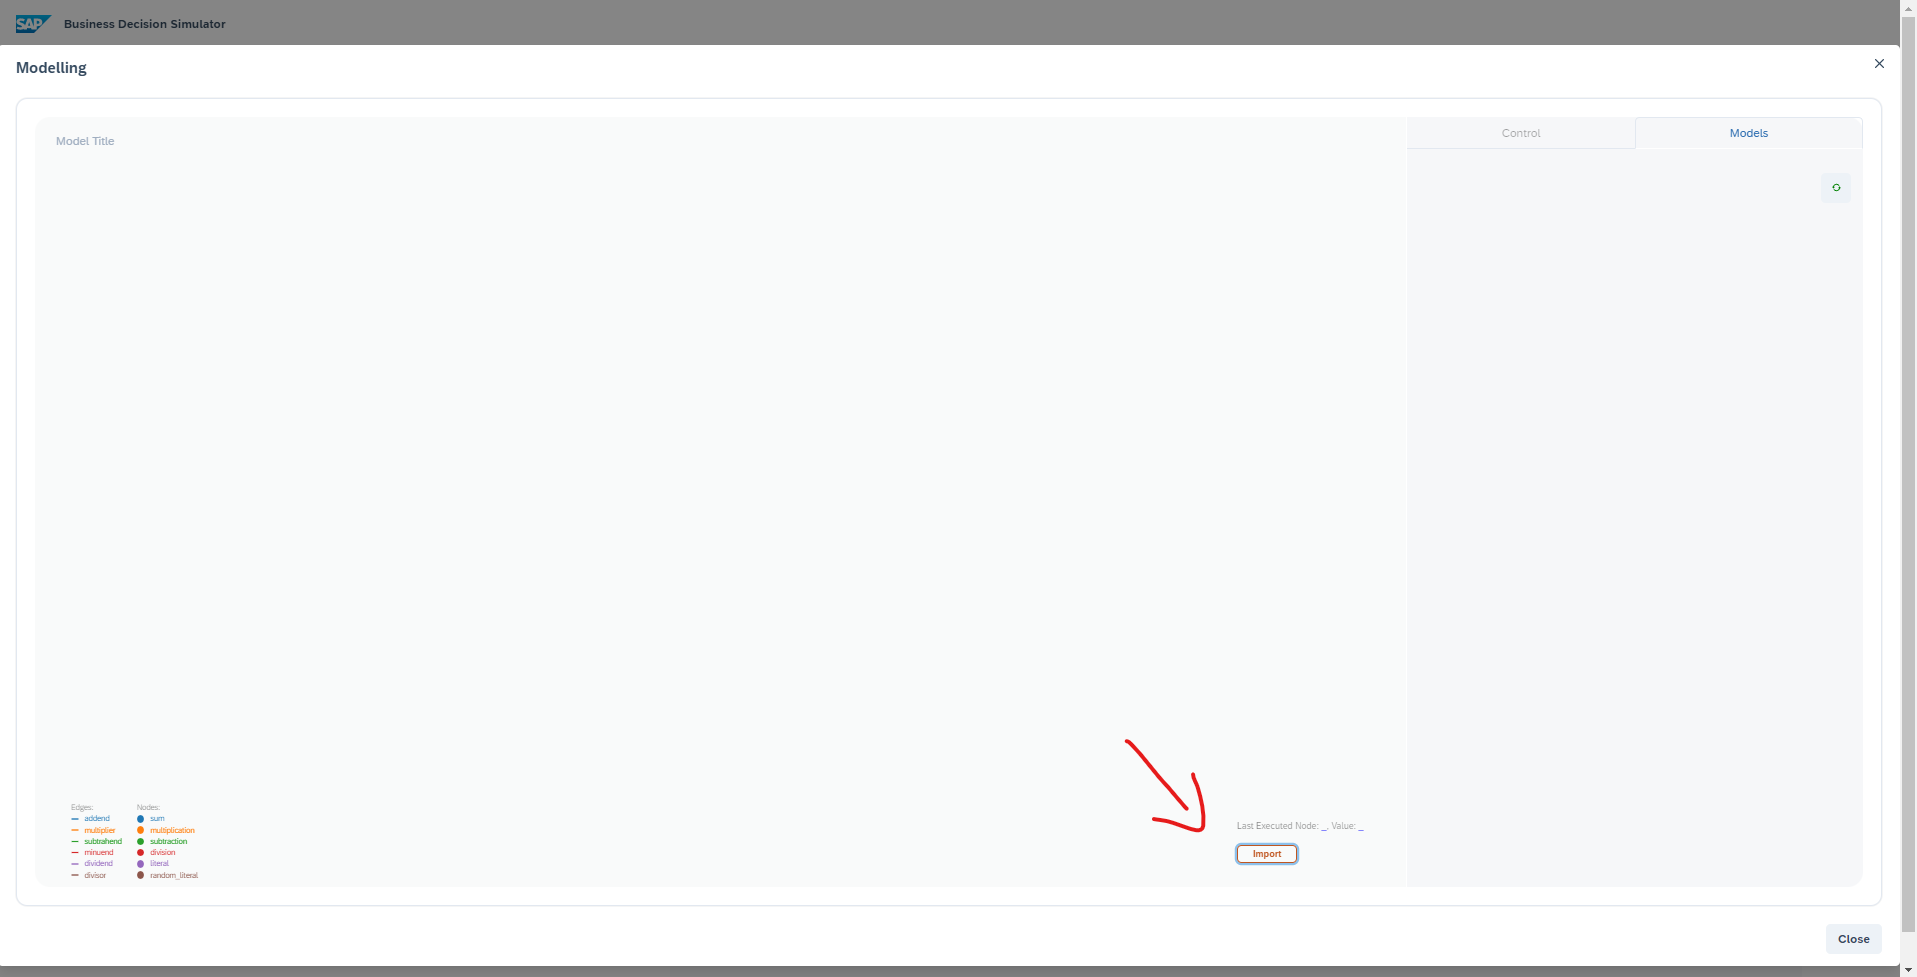 SAP Business Decision Simulator
Modelling
Model Title
Control
Models
Edges:
addend
multiplier
subtrahend
minuend
dividend
divisor
Nodes:
sum
multiplication
subtraction
division
literal
random_literal
Last Executed Node: _, Value: _
Import
Close